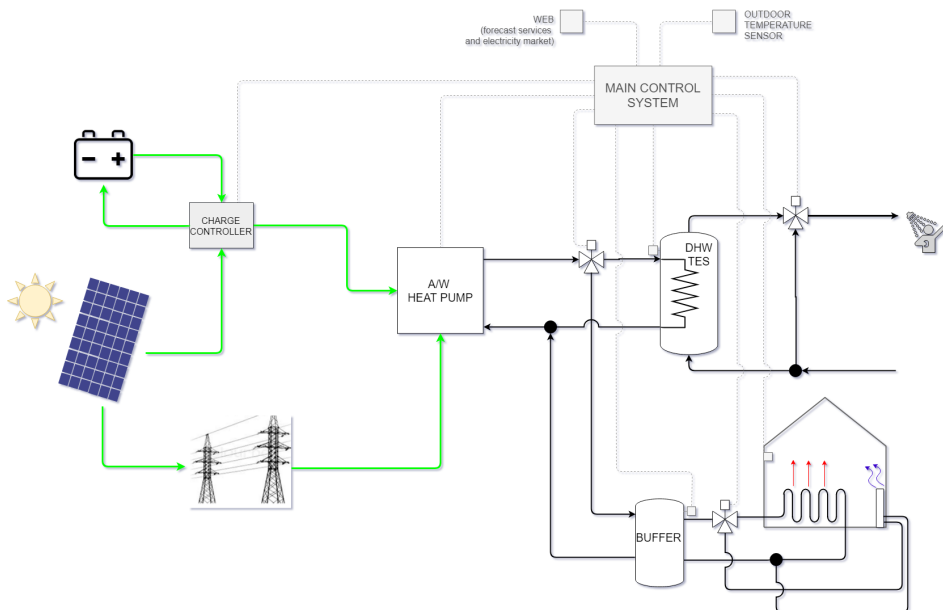 WEB
(forecast services
and electricity market)
OUTDOOR
TEMPERATURE
SENSOR
MAIN CONTROL
SYSTEM
CHARGE
CONTROLLER
A/W
HEAT PUMP
DHW
TES
BUFFER